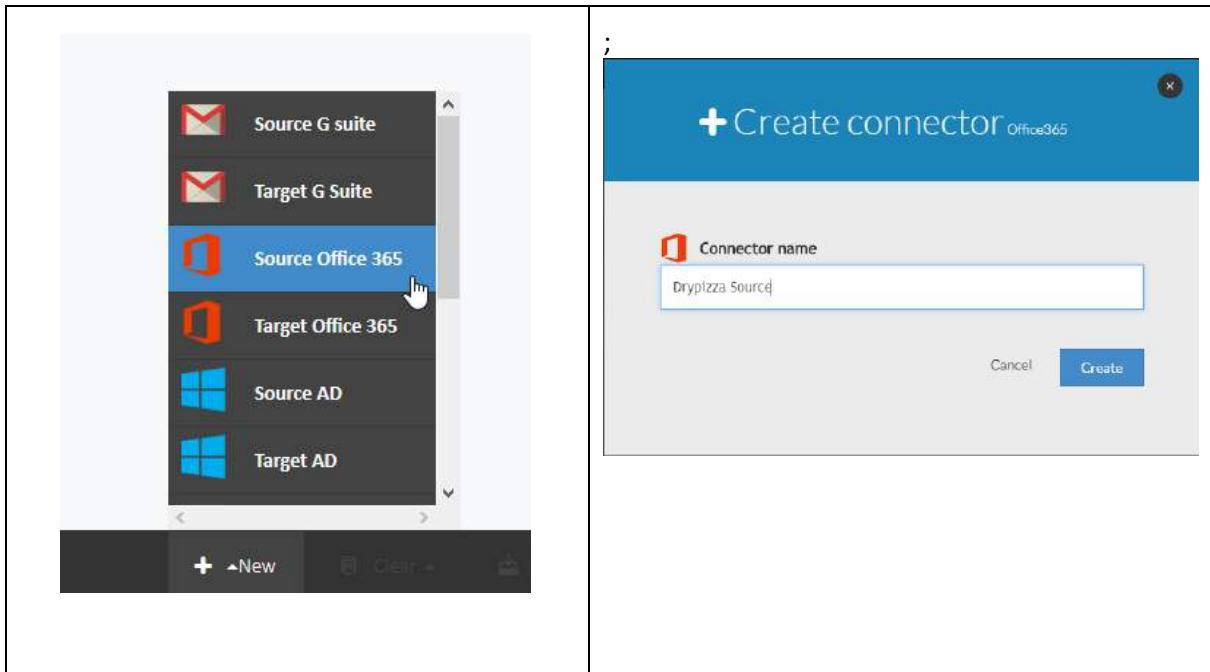 Source G suite
Target G Suite
Source Office 365
Target Office 365
Source AD
Target AD
New
Clear
;
Create connector Office365
Connector name
Drypizza Source
Cancel
Create